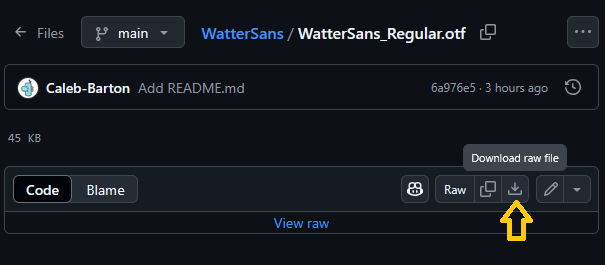 Files main WatterSans / WatterSans_Regular.otf
Caleb-Barton Add README.md 6a976e5 · 3 hours ago
45 KB
Download raw file
Code Blame Raw
View raw